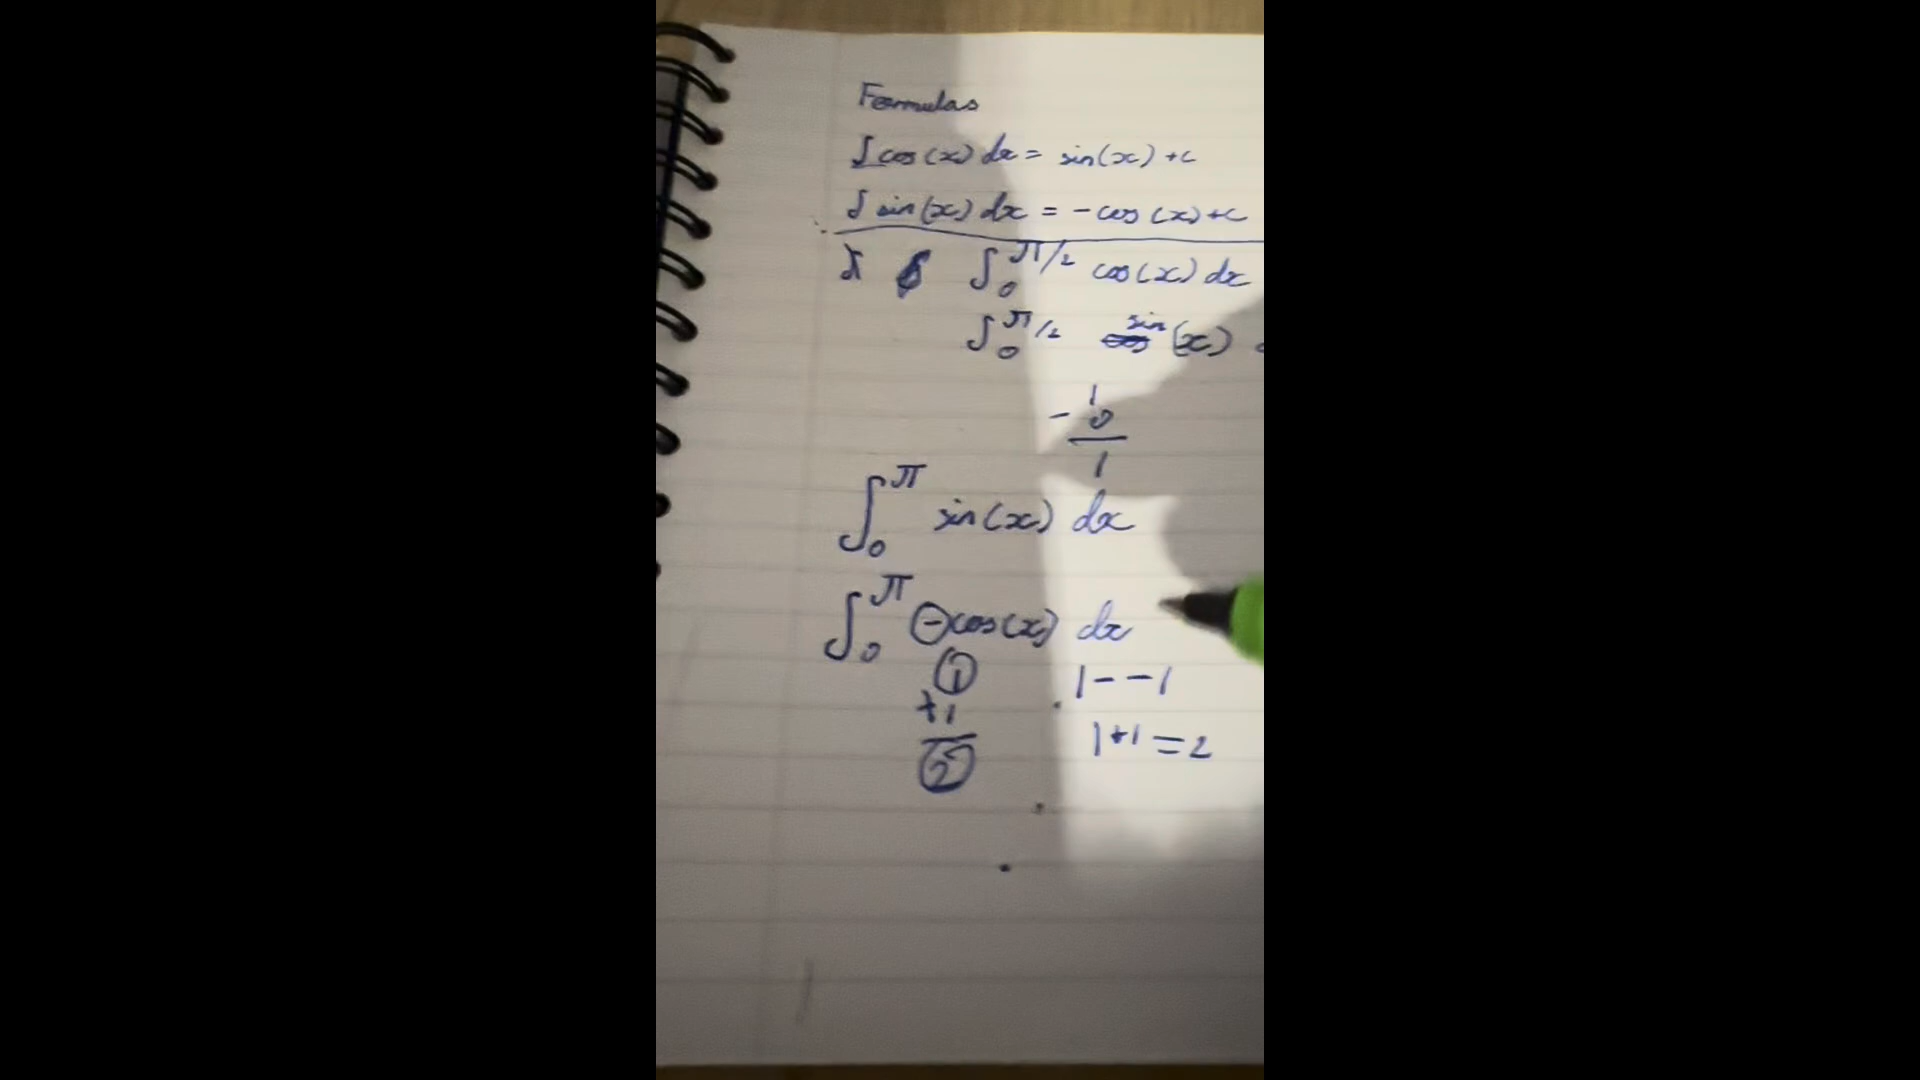 Formulas
∫cos(x) dx = sin(x) + c
∫ sin(x) dx = -cos(x) + c
∫₀^π/2 cos(x) dx
∫₀^π/2 sin(x)
1
- 0
1
∫₀^π sin(x) dx
∫₀^π -cos(x) dx
1 1 - - 1
+1
1+1 = 2
2